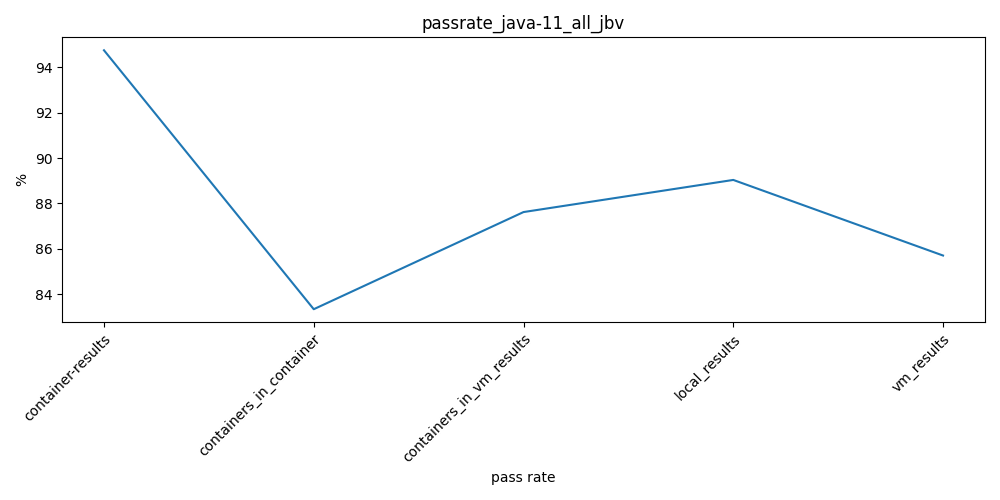 passrate_java-11_all_jbv
94
92
90
88
86
84
%
container-results
containers_in_container
containers_in_vm_results
local_results
vm_results
pass rate